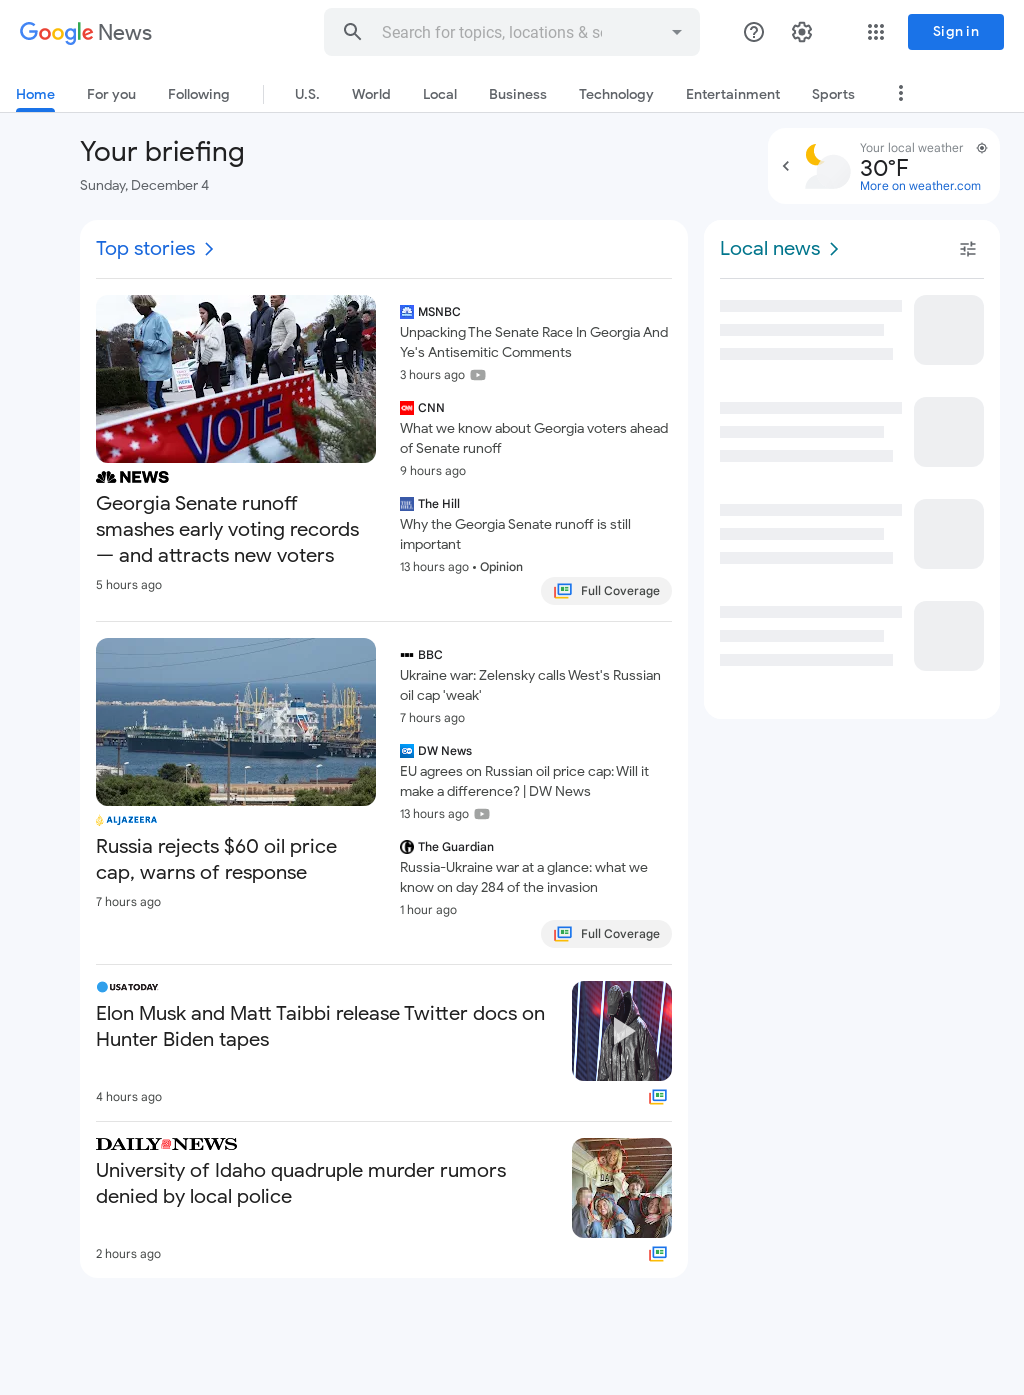 Google News
Search for topics, locations & s
Sign in
Home
For you
Following
U.S.
World
Local
Business
Technology
Entertainment
Sports
Your briefing
Sunday, December 4
Your local weather
30°F
More on weather.com
Top stories
VOTE
NEWS
Georgia Senate runoff
smashes early voting records
— and attracts new voters
5 hours ago
MSNBC
Unpacking The Senate Race In Georgia And
Ye's Antisemitic Comments
3 hours ago
CNN
What we know about Georgia voters ahead
of Senate runoff
9 hours ago
The Hill
Why the Georgia Senate runoff is still
important
13 hours ago • Opinion
Full Coverage
ALJAZEERA
Russia rejects $60 oil price
cap, warns of response
7 hours ago
BBC
Ukraine war: Zelensky calls West's Russian
oil cap 'weak'
7 hours ago
DW News
EU agrees on Russian oil price cap: Will it
make a difference? | DW News
13 hours ago
The Guardian
Russia-Ukraine war at a glance: what we
know on day 284 of the invasion
1 hour ago
Full Coverage
USA TODAY
Elon Musk and Matt Taibbi release Twitter docs on
Hunter Biden tapes
4 hours ago
DAILY NEWS
University of Idaho quadruple murder rumors
denied by local police
2 hours ago
Local news